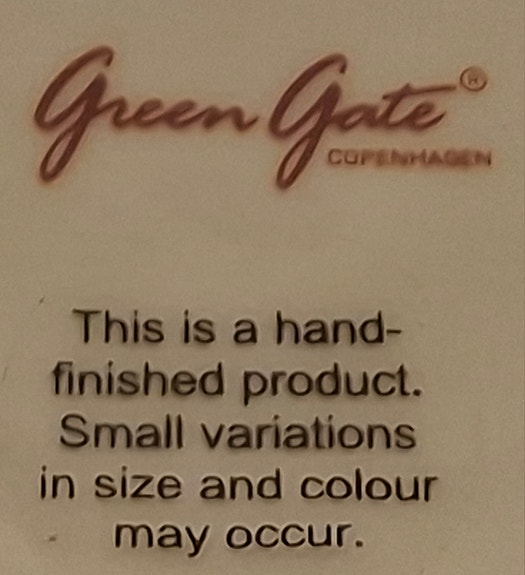 Green Gate®
COPENHAGEN
This is a hand-
finished product.
Small variations
in size and colour
may occur.